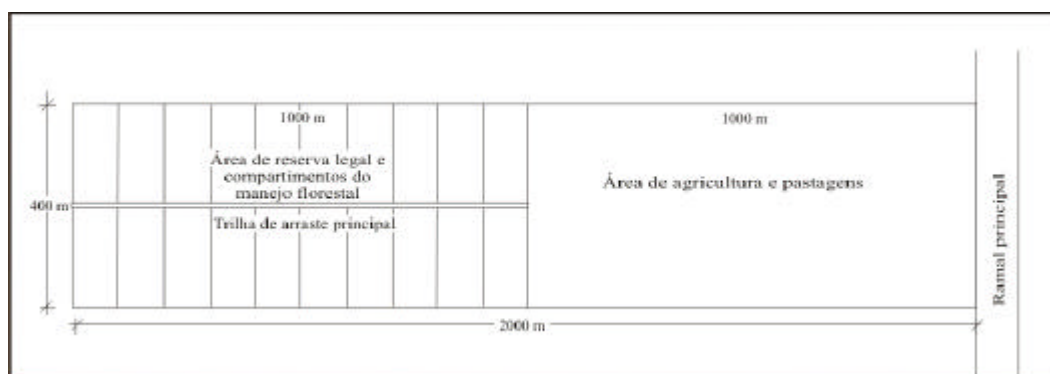 1000 m
1000 m
Área de reserva legal e
compartimentos do
manejo florestal
Área de agricultura e pastagens
400 m
Trilha de arraste principal
Ramal principal
2000 m